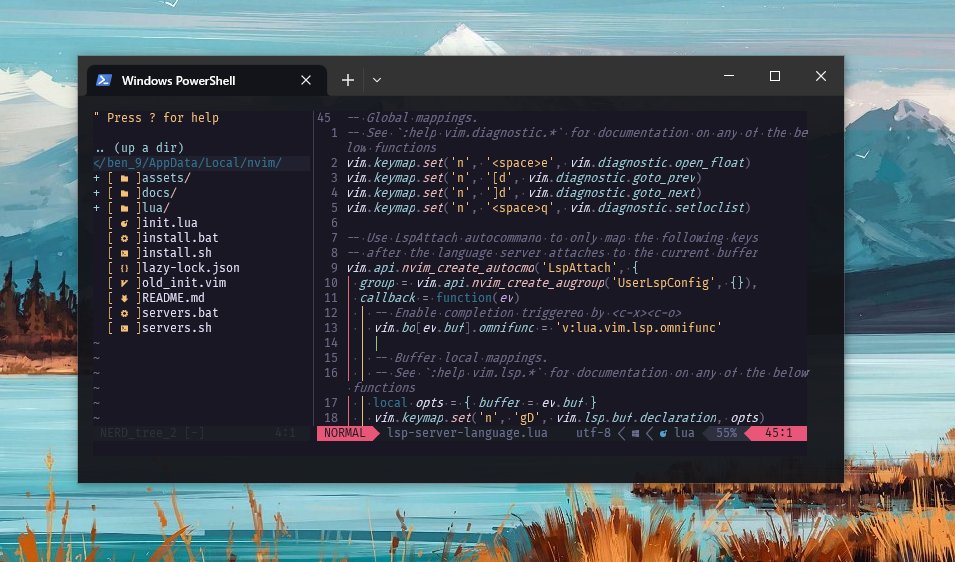 Windows PowerShell
" Press ? for help
.. (up a dir)
</ben_9/AppData/Local/nvim/
+ [ ]assets/
+ [ ]docs/
+ [ ]lua/
[ ]init.lua
[ ]install.bat
[ ]install.sh
[ ]lazy-lock.json
[ ]old_init.vim
[ ]README.md
[ ]servers.bat
[ ]servers.sh
~
~
~
~
~
~
NERD_tree_2 [-] 4:1
45 -- Global mappings.
1 -- See `:help vim.diagnostic.*` for documentation on any of the be
low functions
2 vim.keymap.set('n', '<space>e', vim.diagnostic.open_float)
3 vim.keymap.set('n', '[d', vim.diagnostic.goto_prev)
4 vim.keymap.set('n', ']d', vim.diagnostic.goto_next)
5 vim.keymap.set('n', '<space>q', vim.diagnostic.setloclist)
6
7 -- Use LspAttach autocommand to only map the following keys
8 -- after the language server attaches to the current buffer
9 vim.api.nvim_create_autocmd('LspAttach', {
10 group = vim.api.nvim_create_augroup('UserLspConfig', {}),
11 callback = function(ev)
12 -- Enable completion triggered by <c-x><c-o>
13 vim.bo[ev.buf].omnifunc = 'v:lua.vim.lsp.omnifunc'
14
15 -- Buffer local mappings.
16 -- See `:help vim.lsp.*` for documentation on any of the below
functions
17 local opts = { buffer = ev.buf }
18 vim.keymap.set('n', 'gD', vim.lsp.buf.declaration, opts)
NORMAL lsp-server-language.lua utf-8 lua 55% 45:1